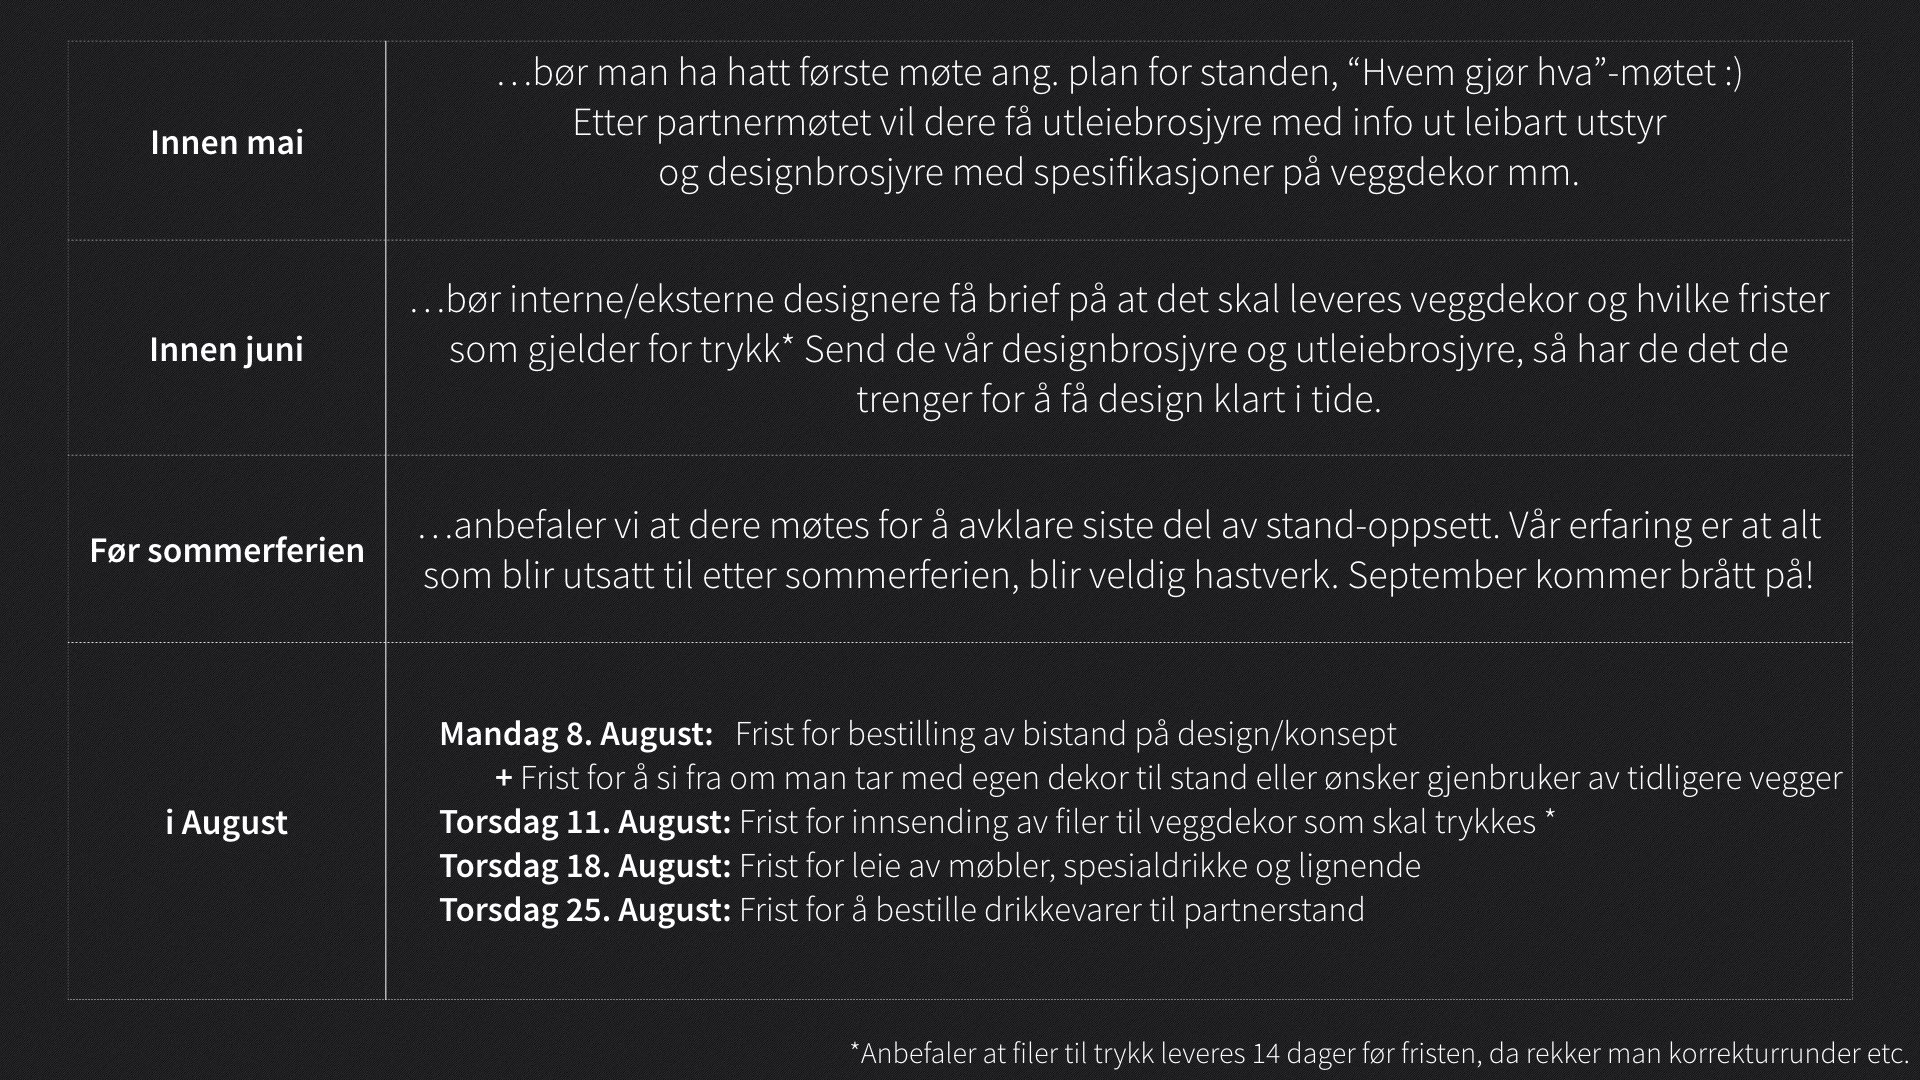 Innen mai
…bør man ha hatt første møte ang. plan for standen, “Hvem gjør hva”-møtet :)
Etter partnermøtet vil dere få utleiebrosjyre med info ut leibart utstyr
og designbrosjyre med spesifikasjoner på veggdekor mm.
Innen juni
…bør interne/eksterne designere få brief på at det skal leveres veggdekor og hvilke frister
som gjelder for trykk* Send de vår designbrosjyre og utleiebrosjyre, så har de det de
trenger for å få design klart i tide.
Før sommerferien
…anbefaler vi at dere møtes for å avklare siste del av stand-oppsett. Vår erfaring er at alt
som blir utsatt til etter sommerferien, blir veldig hastverk. September kommer brått på!
i August
Mandag 8. August: Frist for bestilling av bistand på design/konsept
+ Frist for å si fra om man tar med egen dekor til stand eller ønsker gjenbruker av tidligere vegger
Torsdag 11. August: Frist for innsending av filer til veggdekor som skal trykkes *
Torsdag 18. August: Frist for leie av møbler, spesialdrikke og lignende
Torsdag 25. August: Frist for å bestille drikkevarer til partnerstand
*Anbefaler at filer til trykk leveres 14 dager før fristen, da rekker man korrekturrunder etc.